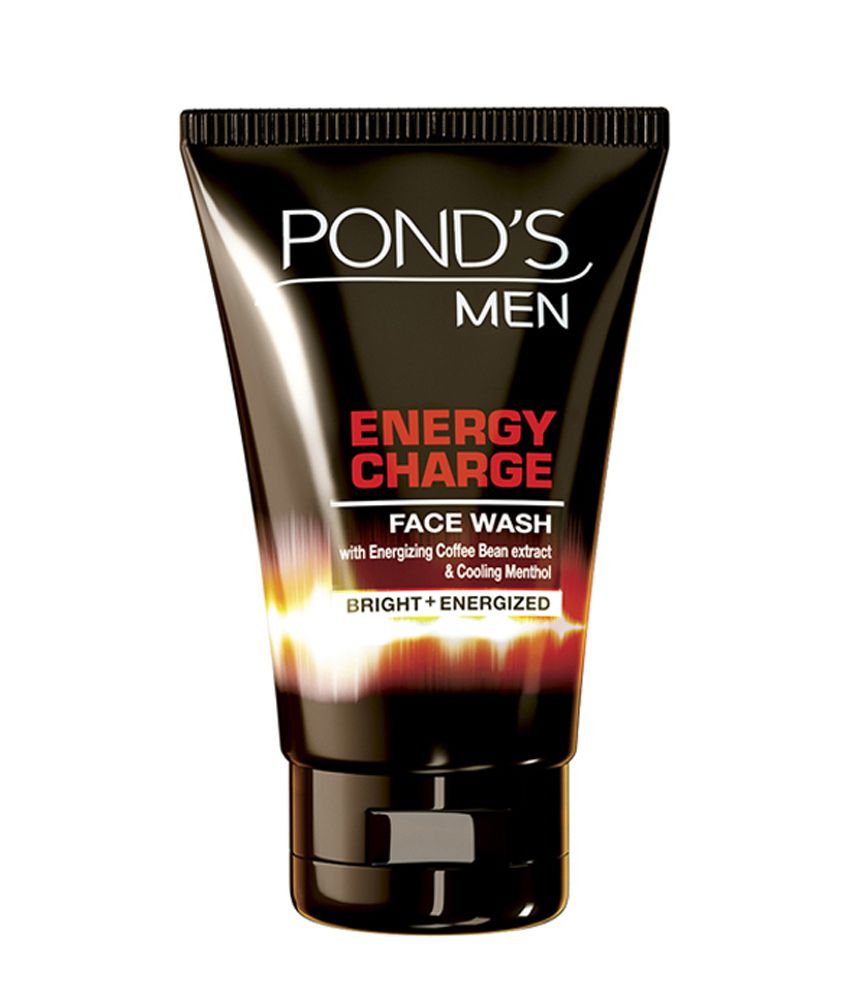 POND'S
MEN
ENERGY
CHARGE
FACE WASH
with Energizing Coffee Bean extract
& Cooling Menthol
BRIGHT + ENERGIZED